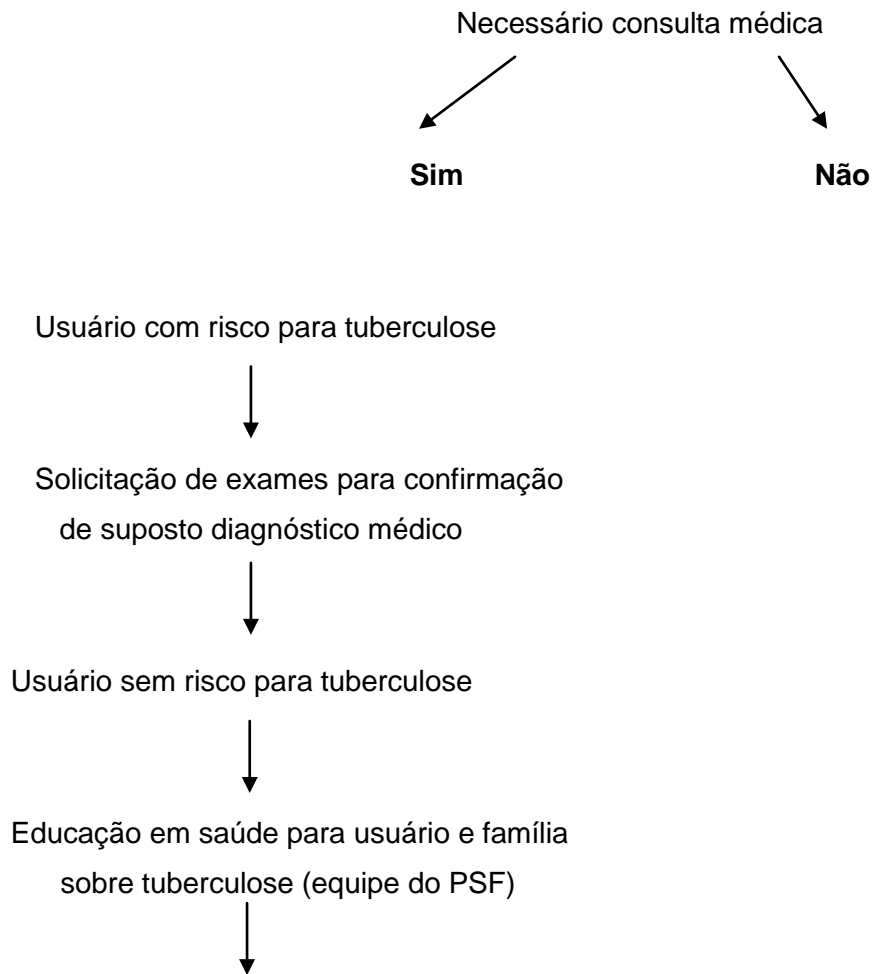 Necessário consulta médica
Sim
Não
Usuário com risco para tuberculose
Solicitação de exames para confirmação
de suposto diagnóstico médico
Usuário sem risco para tuberculose
Educação em saúde para usuário e família
sobre tuberculose (equipe do PSF)